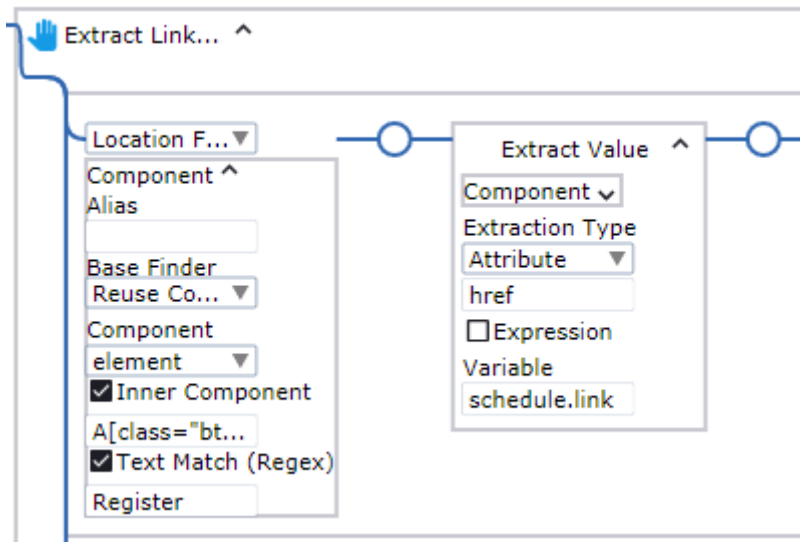 Extract Link...
Location F...
Component
Alias
Base Finder
Reuse Co...
Component
element
Inner Component
A[class="bt...
Text Match (Regex)
Register
Extract Value
Component
Extraction Type
Attribute
href
Expression
Variable
schedule.link